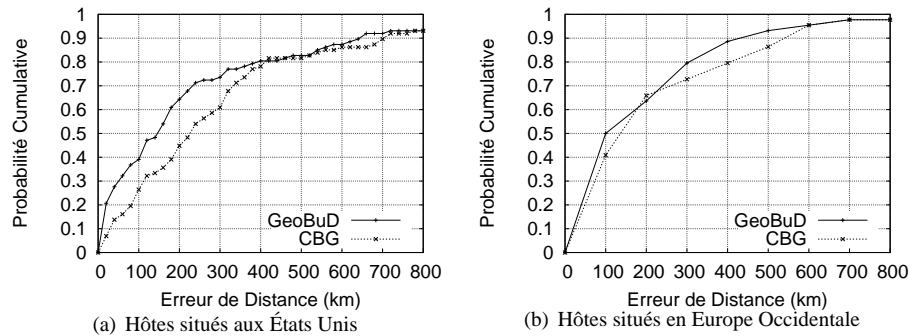 1
0.9
0.8
0.7
0.6
0.5
0.4
0.3
0.2
0.1
0
Probabilité Cumulative
GeoBuD
CBG
0 100 200 300 400 500 600 700 800
Erreur de Distance (km)
(a) Hôtes situés aux États Unis
1
0.9
0.8
0.7
0.6
0.5
0.4
0.3
0.2
0.1
0
Probabilité Cumulative
GeoBuD
CBG
0 100 200 300 400 500 600 700 800
Erreur de Distance (km)
(b) Hôtes situés en Europe Occidentale